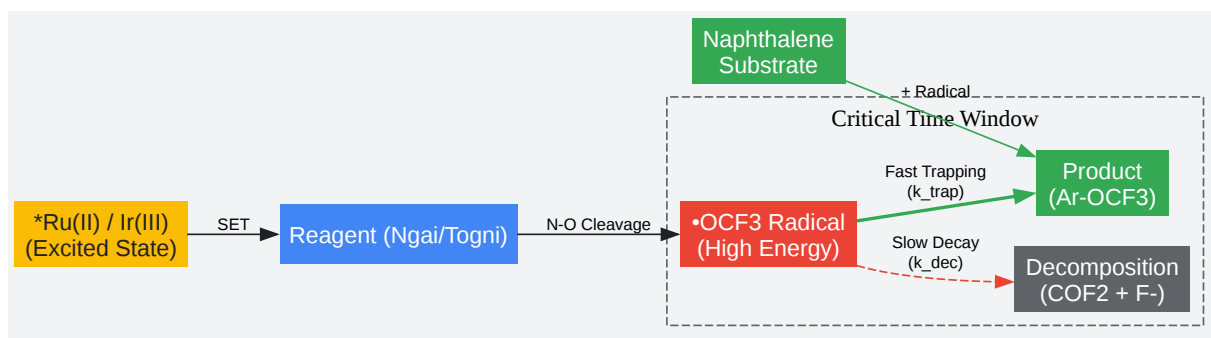 Naphthalene
Substrate
+ Radical
Critical Time Window
Fast Trapping
(k_trap)
Product
(Ar-OCF3)
*Ru(II) / Ir(III)
(Excited State)
SET
Reagent (Ngai/Togni)
N-O Cleavage
•OCF3 Radical
(High Energy)
Slow Decay
(k_dec)
Decomposition
(COF2 + F-)